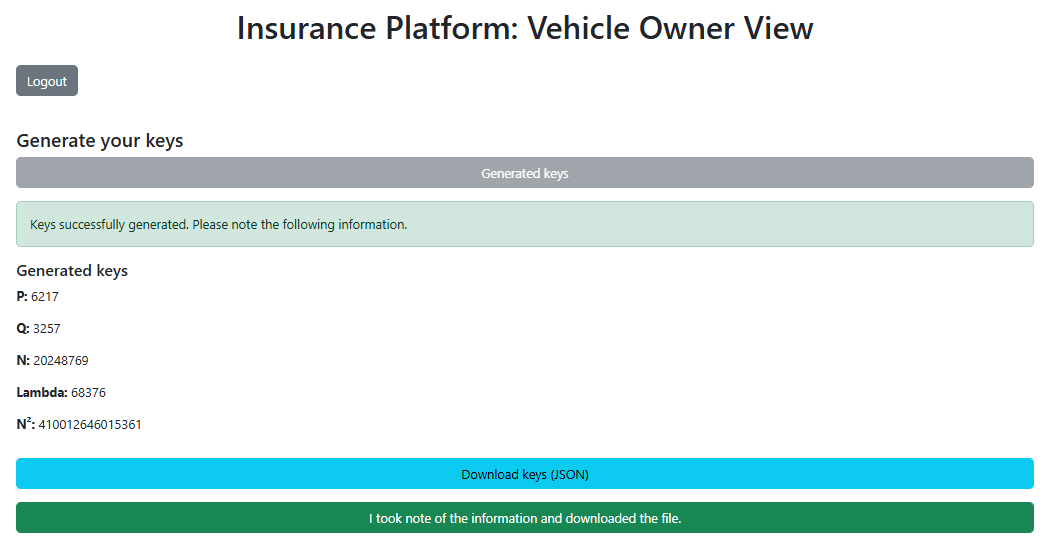 Insurance Platform: Vehicle Owner View
Logout
Generate your keys
Generated keys
Keys successfully generated. Please note the following information.
Generated keys
P: 6217
Q: 3257
N: 20248769
Lambda: 68376
N²: 410012646015361
Download keys (JSON)
I took note of the information and downloaded the file.